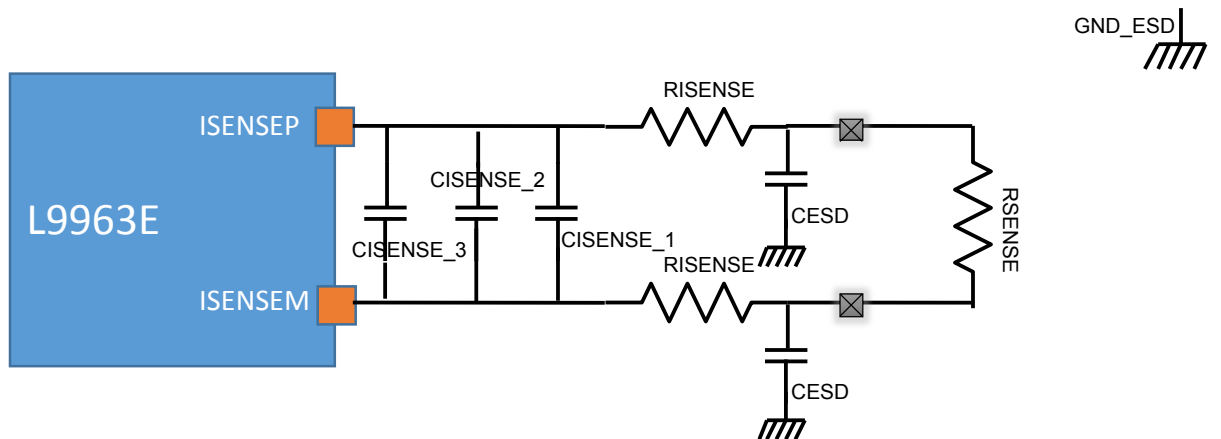 GND_ESD
RISENSE
ISENSEP
CISENSE_2
L9963E
CESD
RSENSE
CISENSE_3
CISENSE_1
RISENSE
ISENSEM
CESD